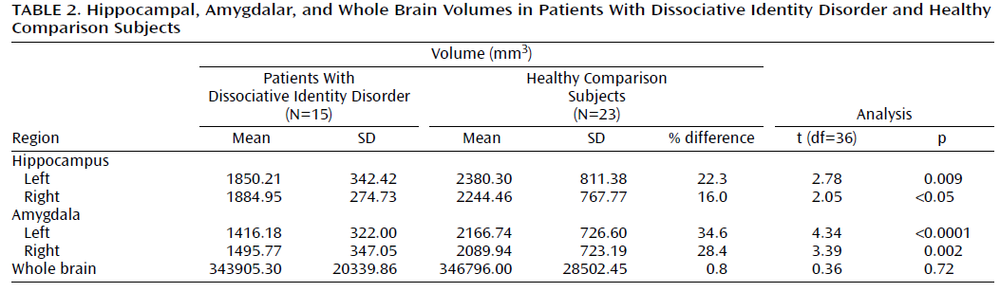 TABLE 2. Hippocampal, Amygdalar, and Whole Brain Volumes in Patients With Dissociative Identity Disorder and Healthy
Comparison Subjects
Volume (mm³)
Patients With Dissociative Identity Disorder (N=15) Healthy Comparison Subjects (N=23) Analysis
Region Mean SD Mean SD % difference t (df=36) p
Hippocampus
Left 1850.21 342.42 2380.30 811.38 22.3 2.78 0.009
Right 1884.95 274.73 2244.46 767.77 16.0 2.05 <0.05
Amygdala
Left 1416.18 322.00 2166.74 726.60 34.6 4.34 <0.0001
Right 1495.77 347.05 2089.94 723.19 28.4 3.39 0.002
Whole brain 343905.30 20339.86 346796.00 28502.45 0.8 0.36 0.72